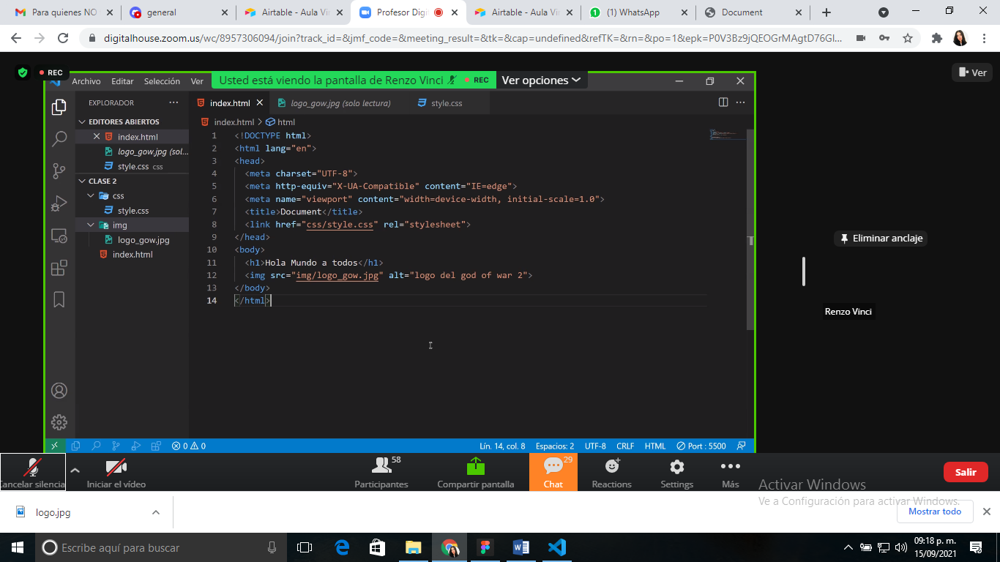 Para quienes NO
general
Airtable - Aula Vi
Profesor Digi
Airtable - Aula Vi
(1) WhatsApp
Document
digitalhouse.zoom.us/wc/8957306094/join?track_id=&jmf_code=&meeting_result=&tk=&cap=undefined&refTK=&rn=&po=1&epk=P0V3Bz9jQEOGrMAgtD76Gl...
REC
Ver
Archivo Editar Selección Ver
Usted está viendo la pantalla de Renzo Vinci REC
Ver opciones
EXPLORADOR
index.html
logo_gow.jpg (solo lectura)
style.css
EDITORES ABIERTOS
index.html
logo_gow.jpg (sol...
style.css css
CLASE 2
css
style.css
img
logo_gow.jpg
index.html
index.html > html
1 <!DOCTYPE html>
2 <html lang="en">
3 <head>
4 <meta charset="UTF-8">
5 <meta http-equiv="X-UA-Compatible" content="IE=edge">
6 <meta name="viewport" content="width=device-width, initial-scale=1.0">
7 <title>Document</title>
8 <link href="css/style.css" rel="stylesheet">
9 </head>
10 <body>
11 <h1>Hola Mundo a todos</h1>
12 <img src="img/logo_gow.jpg" alt="logo del god of war 2">
13 </body>
14 </html>
Eliminar anclaje
Renzo Vinci
0 0
Lín. 14, col. 8 Espacios: 2 UTF-8 CRLF HTML Port : 5500
Cancelar silencia
Iniciar el vídeo
58
Participantes
Compartir pantalla
29
Chat
Reactions
Settings
Más
Salir
Activar Windows
Ve a Configuración para activar Windows.
logo.jpg
Mostrar todo
Escribe aquí para buscar
09:18 p. m.
15/09/2021